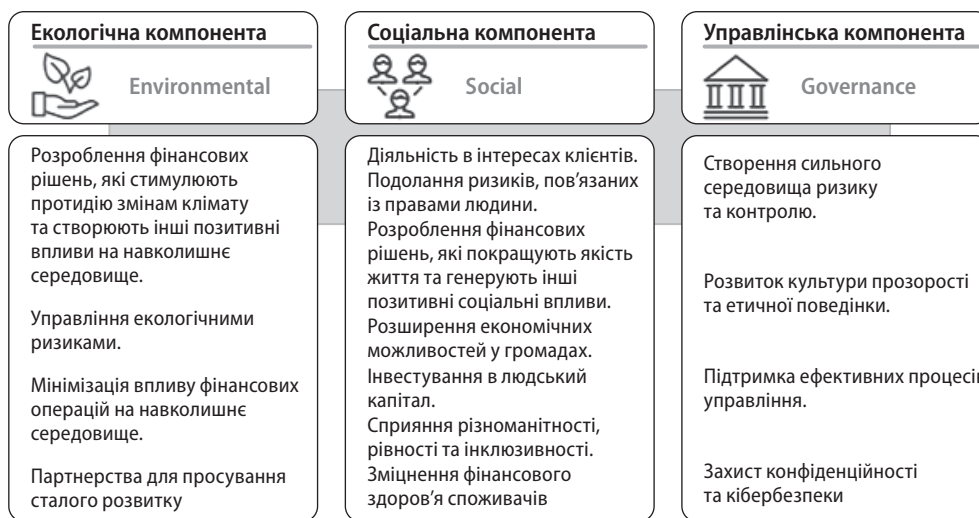 Екологічна компонента
Environmental
Розроблення фінансових
рішень, які стимулюють
протидію змінам клімату
та створюють інші позитивні
впливи на навколишнє
середовище.
Управління екологічними
ризиками.
Мінімізація впливу фінансових
операцій на навколишнє
середовище.
Партнерства для просування
сталого розвитку
Соціальна компонента
Social
Діяльність в інтересах клієнтів.
Подолання ризиків, пов’язаних
із правами людини.
Розроблення фінансових
рішень, які покращують якість
життя та генерують інші
позитивні соціальні впливи.
Розширення економічних
можливостей у громадах.
Інвестування в людський
капітал.
Сприяння різноманітності,
рівності та інклюзивності.
Зміцнення фінансового
здоров’я споживачів
Управлінська компонента
Governance
Створення сильного
середовища ризику
та контролю.
Розвиток культури прозорості
та етичної поведінки.
Підтримка ефективних процесів
управління.
Захист конфіденційності
та кібербезпеки